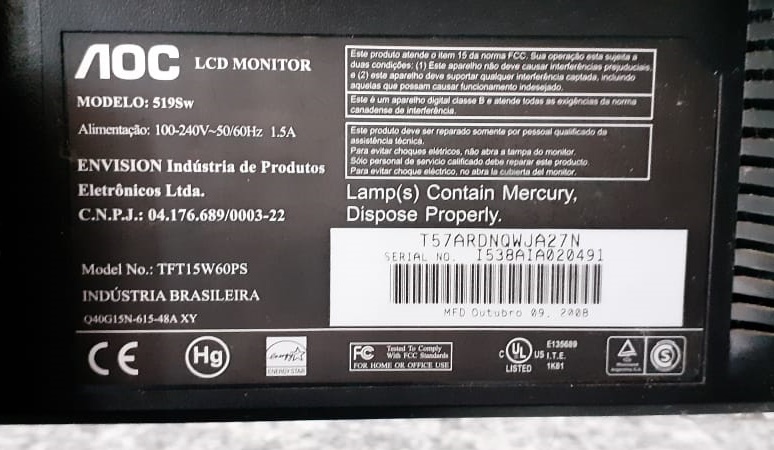 AOC LCD MONITOR
MODELO: 519Sw
Alimentação: 100-240V~50/60Hz 1.5A
ENVISION Indústria de Produtos
Eletrônicos Ltda.
C.N.P.J.: 04.176.689/0003-22
Model No.: TFT15W60PS
INDÚSTRIA BRASILEIRA
Q40G15N-615-48A XY
Este produto atende o item 15 da norma FCC. Sua operação esta sujeita a
duas condições: (1) Este aparelho não deve causar interferências prejudiciais,
e (2) este aparelho deve suportar qualquer interferência captada, incluindo
aquelas que possam causar funcionamento indesejado.
Este é um aparelho digital classe B e atende todas as exigências da norma
canadense de interferência.
Este produto deve ser reparado somente por pessoal qualificado da
assistência técnica.
Para evitar choques elétricos, não abra a tampa do monitor.
Sólo personal de servicio calificado debe reparar este producto.
Para evitar choque eléctrico, no abra la cubierta del monitor.
Lamp(s) Contain Mercury,
Dispose Properly.
T57ARDNQWJA27N
SERIAL NO. I538AIA020491
MFD Outubro 09. 2008
CE
Hg
energy
ENERGY STAR
FC Tested To Comply
With FCC Standards
FOR HOME OR OFFICE USE
C UL US
LISTED
E135689
I.T.E.
1K81
S